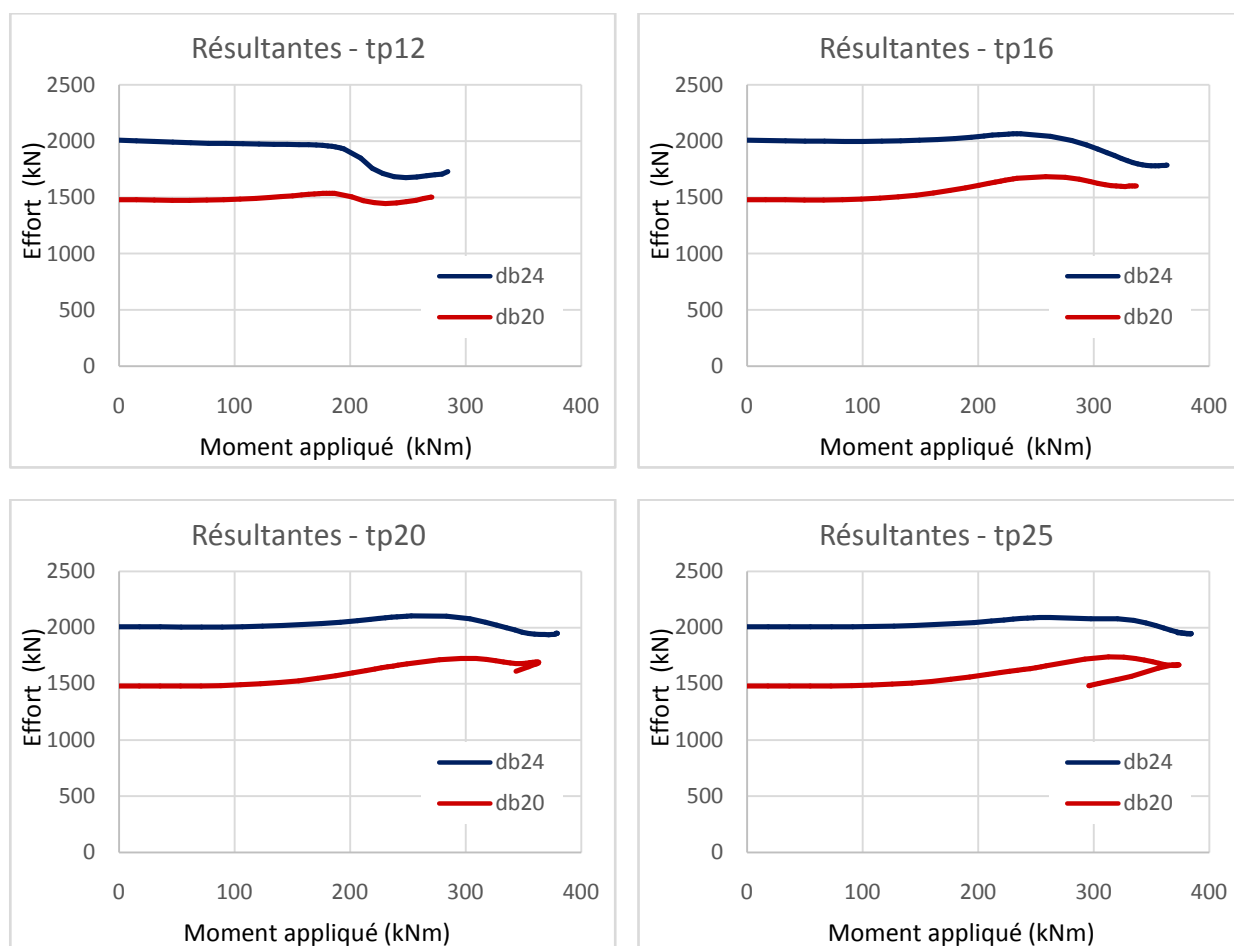 Résultantes - tp12
2500
2000
1500
1000
500
0
Effort (kN)
db24
db20
0 100 200 300 400
Moment appliqué (kNm)
Résultantes - tp16
2500
2000
1500
1000
500
0
Effort (kN)
db24
db20
0 100 200 300 400
Moment appliqué (kNm)
Résultantes - tp20
2500
2000
1500
1000
500
0
Effort (kN)
db24
db20
0 100 200 300 400
Moment appliqué (kNm)
Résultantes - tp25
2500
2000
1500
1000
500
0
Effort (kN)
db24
db20
0 100 200 300 400
Moment appliqué (kNm)